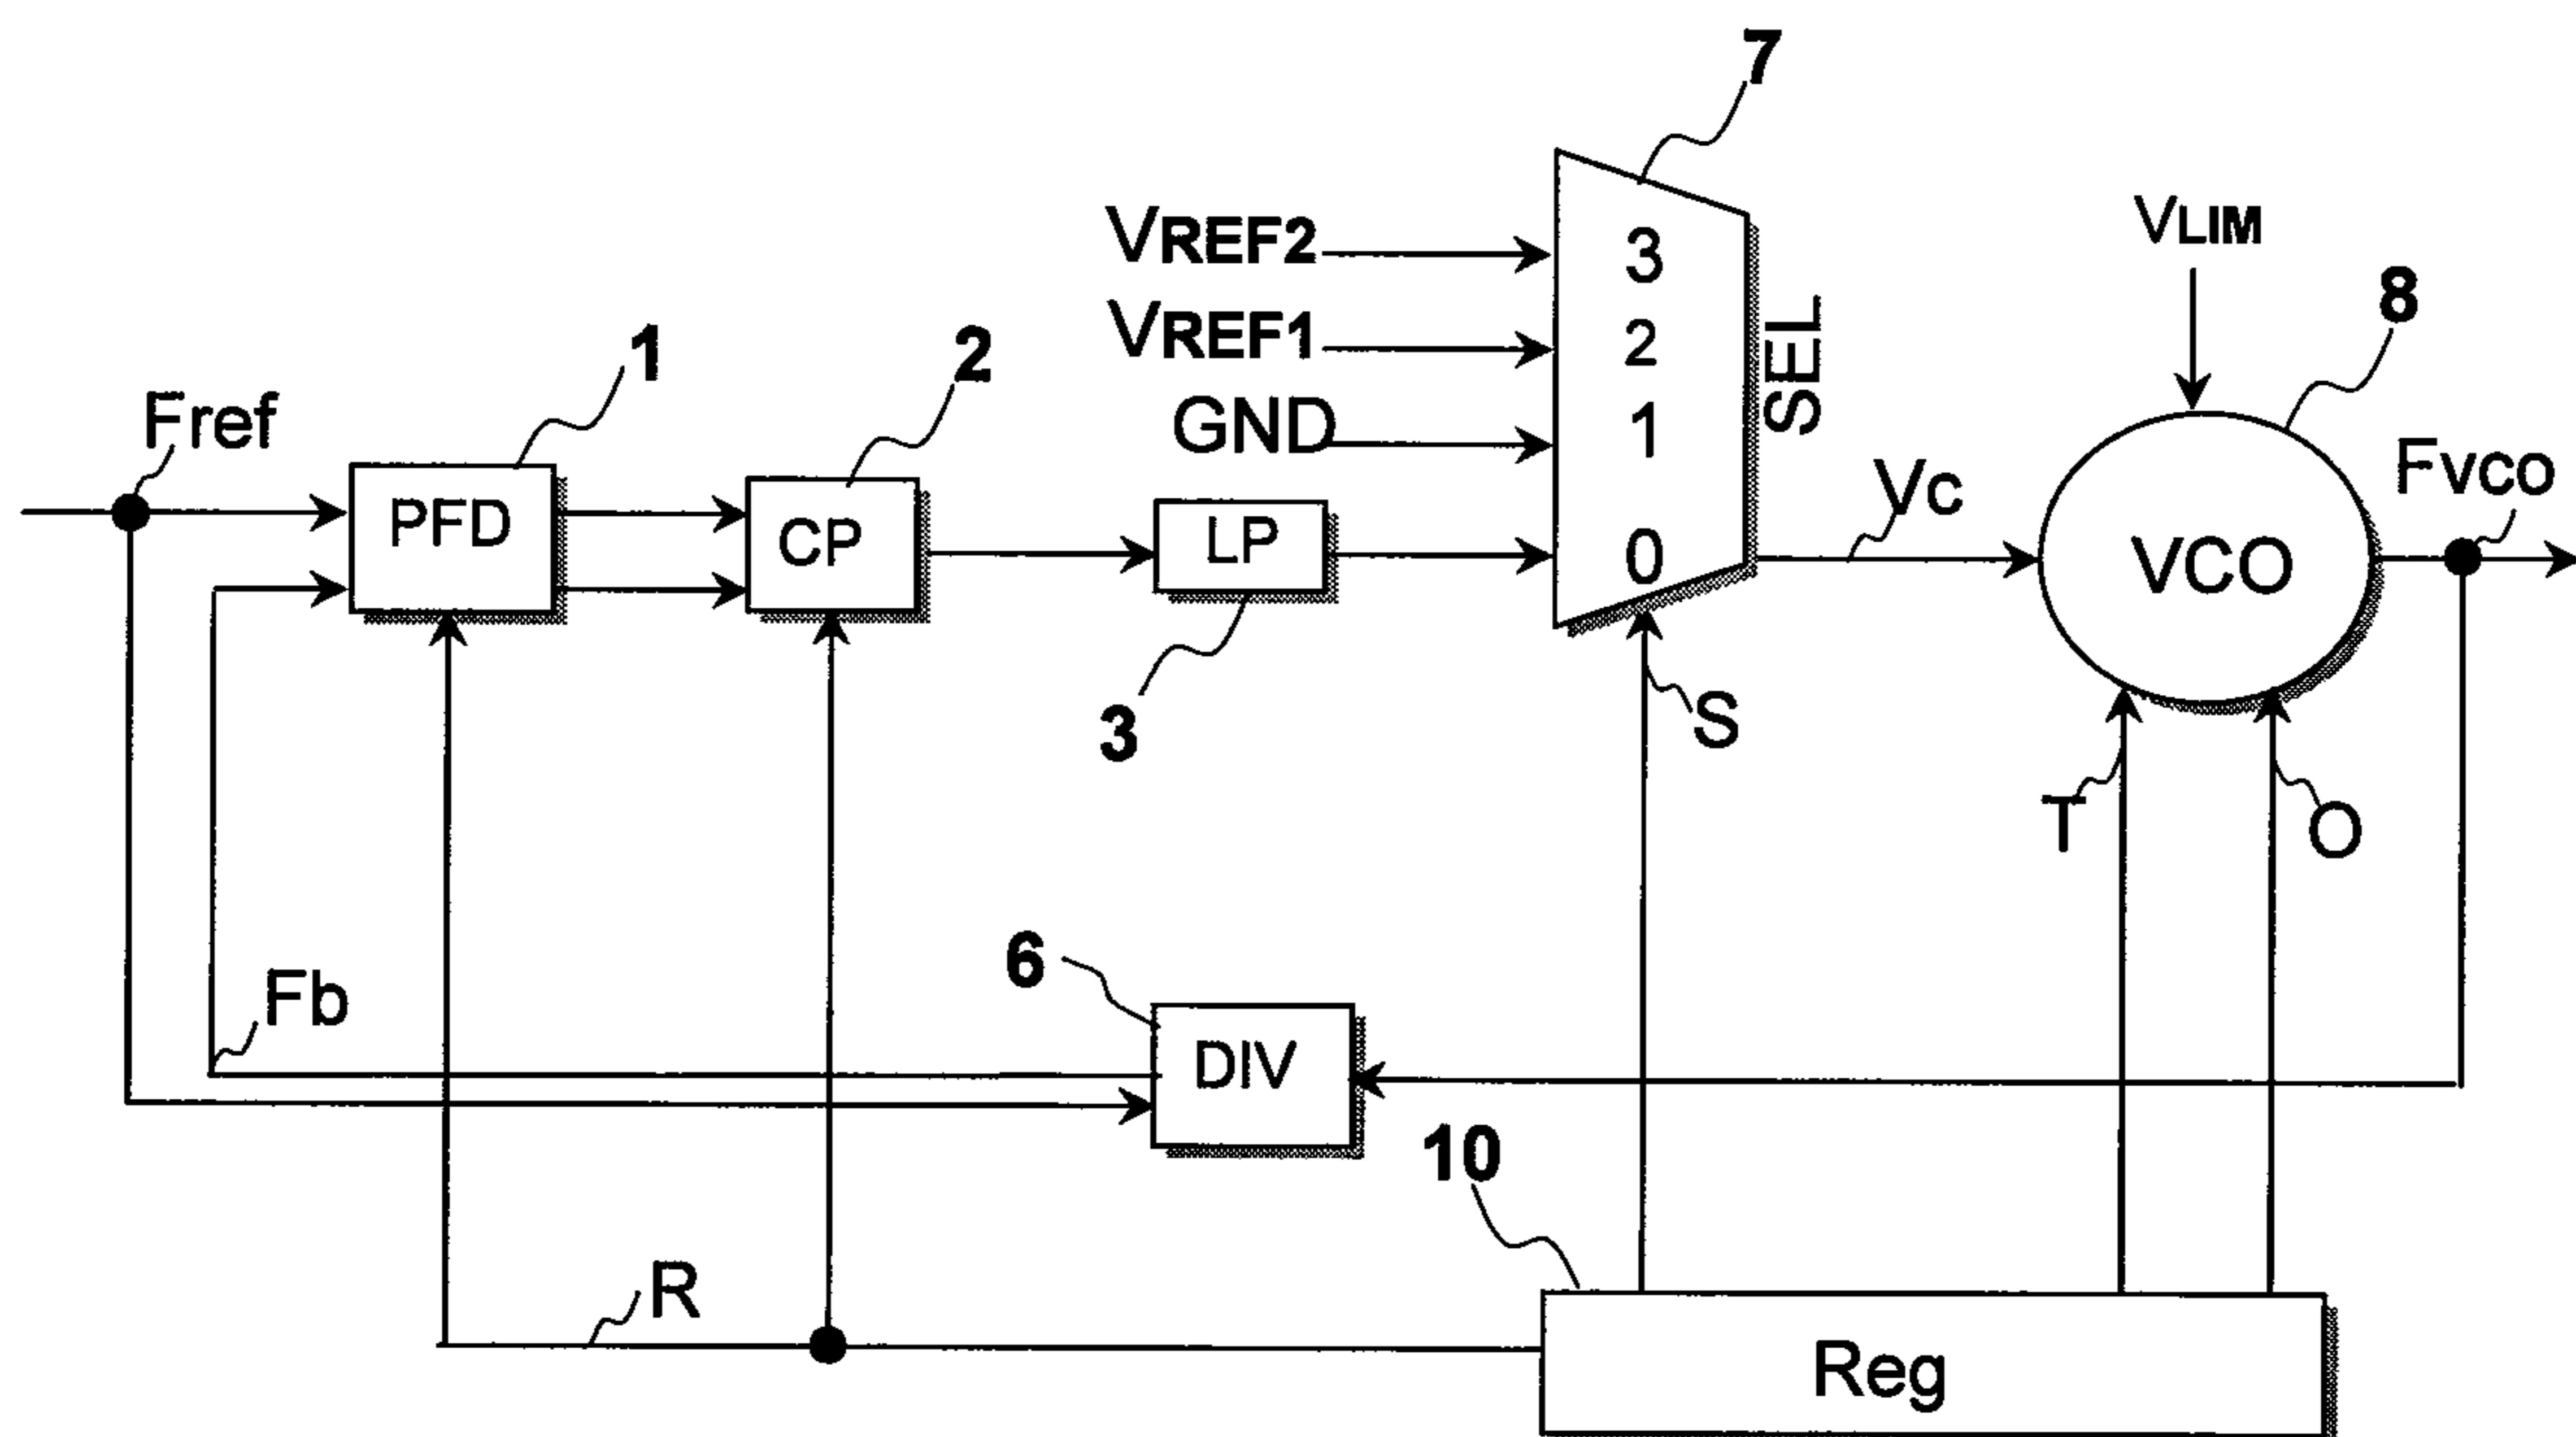 7
VREF2
3
VLIM
8
VREF1
2
SEL
1
2
Fref
GND
1
Fvco
PFD
CP
LP
0
Vc
VCO
3
S
T
O
6
Fb
DIV
10
R
Reg